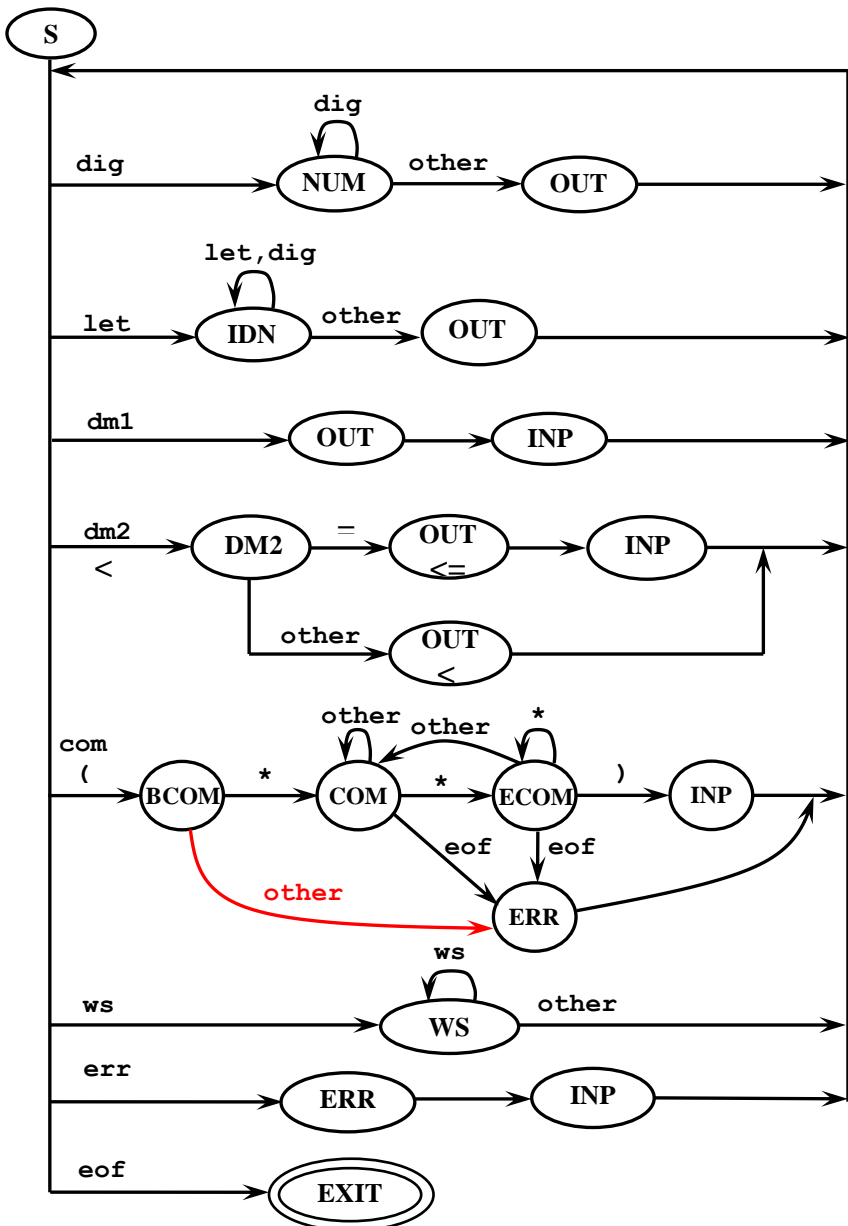 S
dig
dig NUM other OUT
let,dig
let IDN other OUT
dm1 OUT INP
dm2 DM2 = OUT INP
< <=
other OUT
<
other other *
com
( BCOM * COM * ECOM ) INP
eof eof
other ERR
ws
ws WS other
err ERR INP
eof EXIT